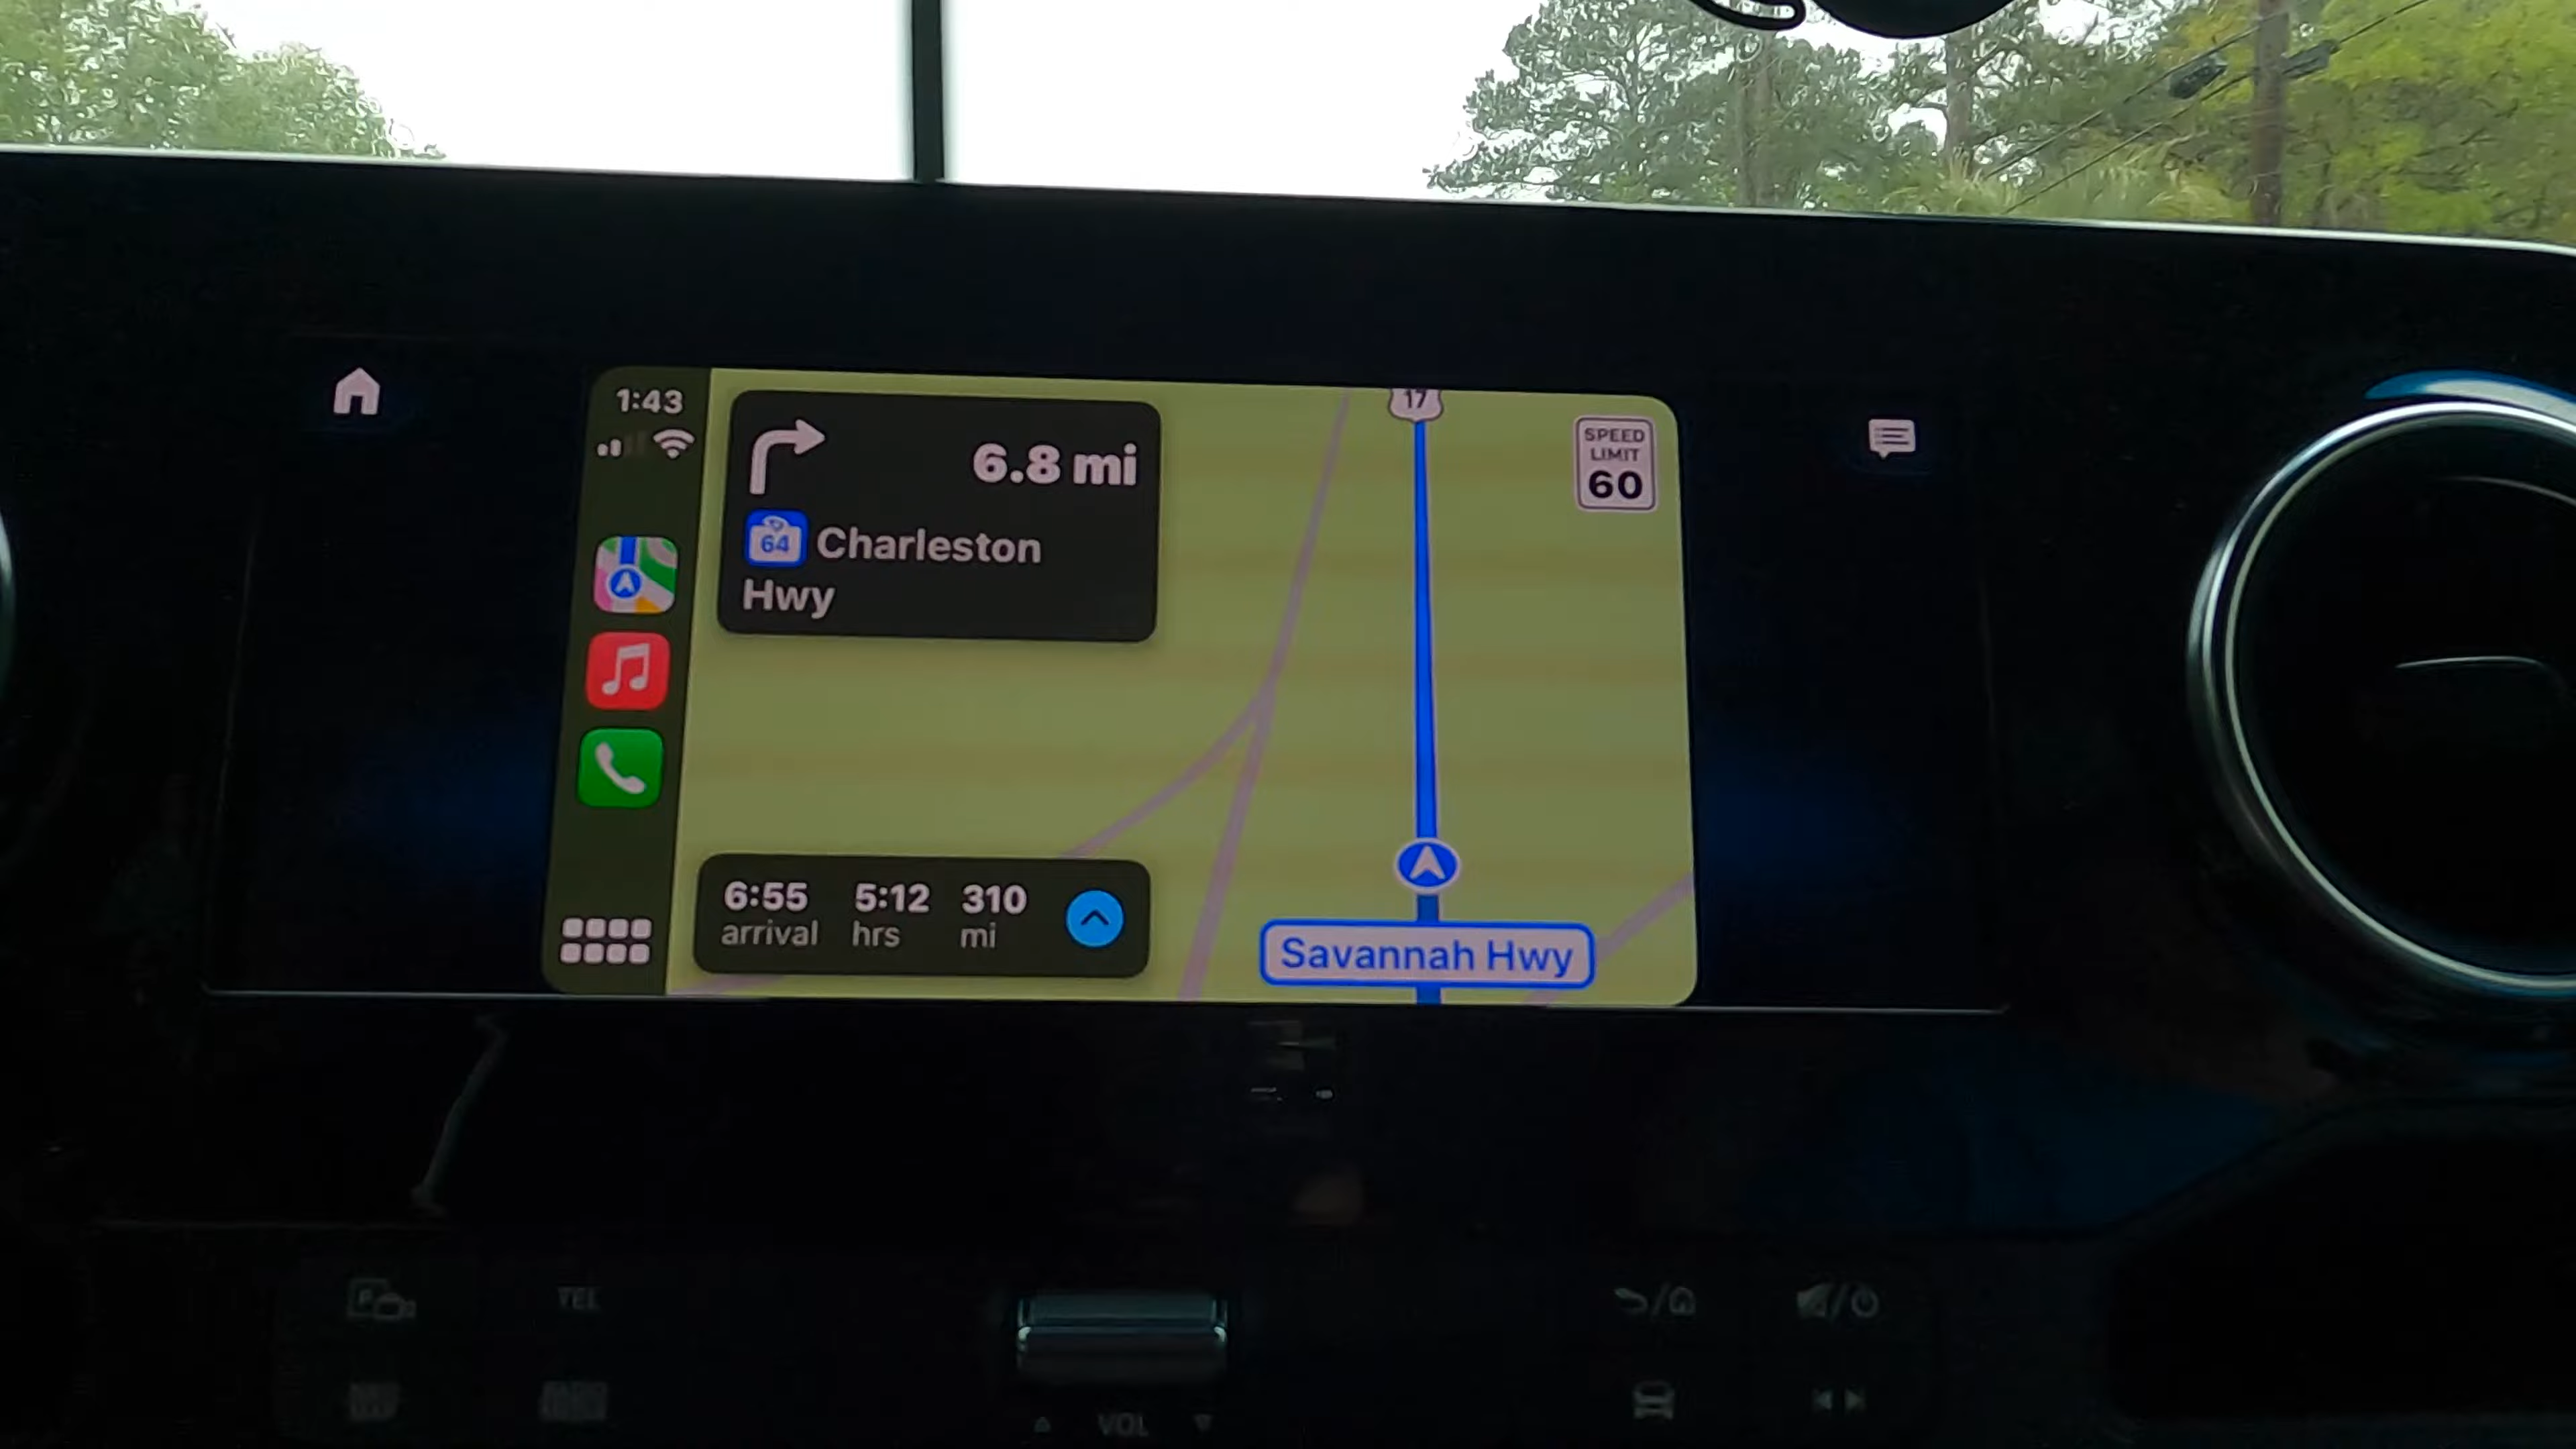 1:43
6.8 mi
64 Charleston
Hwy
17
SPEED
LIMIT
60
6:55 5:12 310
arrival hrs mi
Savannah Hwy
TEL
VOL